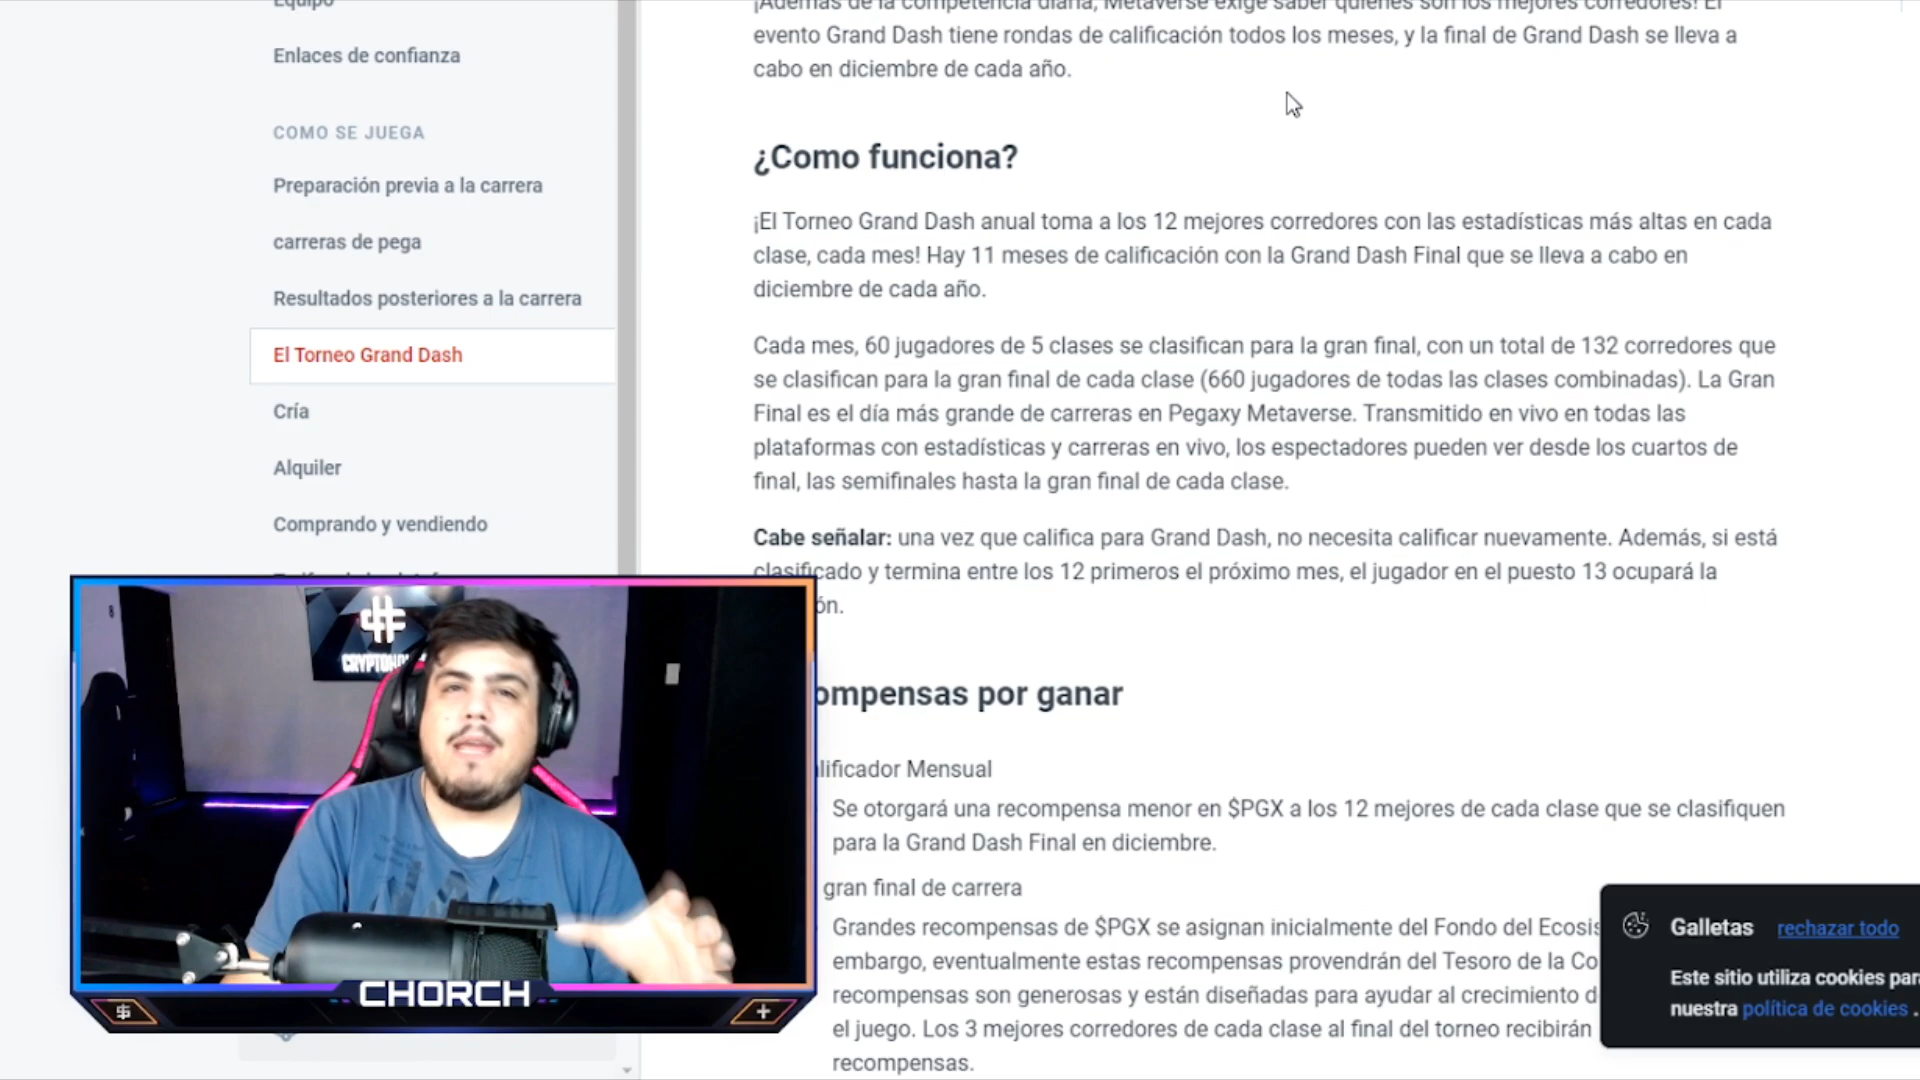 Equipo
Enlaces de confianza
COMO SE JUEGA
Preparación previa a la carrera
carreras de pega
Resultados posteriores a la carrera
El Torneo Grand Dash
Cría
Alquiler
Comprando y vendiendo
¡Además de la competencia diaria, Metaverse exige saber quiénes son los mejores corredores! El
evento Grand Dash tiene rondas de calificación todos los meses, y la final de Grand Dash se lleva a
cabo en diciembre de cada año.
¿Como funciona?
¡El Torneo Grand Dash anual toma a los 12 mejores corredores con las estadísticas más altas en cada
clase, cada mes! Hay 11 meses de calificación con la Grand Dash Final que se lleva a cabo en
diciembre de cada año.
Cada mes, 60 jugadores de 5 clases se clasifican para la gran final, con un total de 132 corredores que
se clasifican para la gran final de cada clase (660 jugadores de todas las clases combinadas). La Gran
Final es el día más grande de carreras en Pegaxy Metaverse. Transmitido en vivo en todas las
plataformas con estadísticas y carreras en vivo, los espectadores pueden ver desde los cuartos de
final, las semifinales hasta la gran final de cada clase.
Cabe señalar: una vez que califica para Grand Dash, no necesita calificar nuevamente. Además, si está
clasificado y termina entre los 12 primeros el próximo mes, el jugador en el puesto 13 ocupará la
ón.
ompensas por ganar
lificador Mensual
Se otorgará una recompensa menor en $PGX a los 12 mejores de cada clase que se clasifiquen
para la Grand Dash Final en diciembre.
gran final de carrera
Grandes recompensas de $PGX se asignan inicialmente del Fondo del Ecosis
embargo, eventualmente estas recompensas provendrán del Tesoro de la Co
recompensas son generosas y están diseñadas para ayudar al crecimiento d
el juego. Los 3 mejores corredores de cada clase al final del torneo recibirán
recompensas.
Galletas rechazar todo
Este sitio utiliza cookies par
nuestra política de cookies .
CHORCH